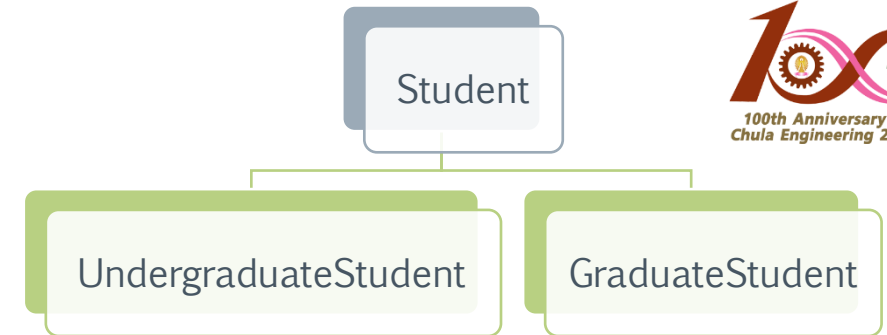 Student
100th Anniversary
Chula Engineering
UndergraduateStudent
GraduateStudent